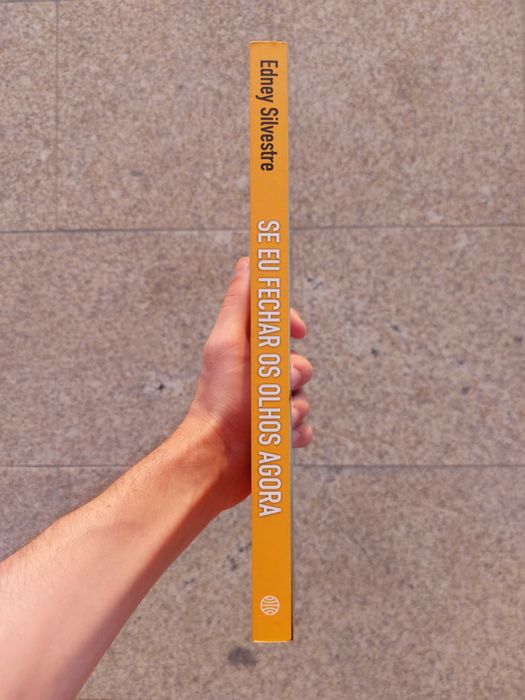 Edney Silvestre
SE EU FECHAR OS OLHOS AGORA